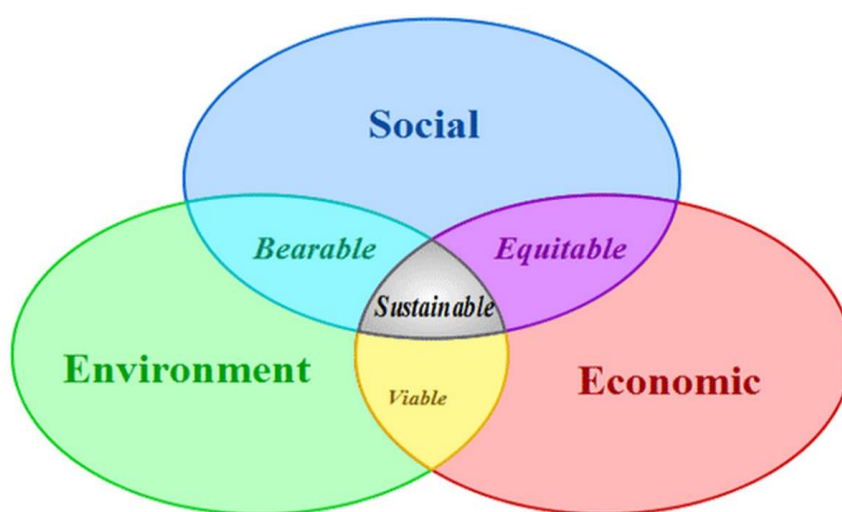 Social
Bearable
Equitable
Sustainable
Environment
Economic
Viable